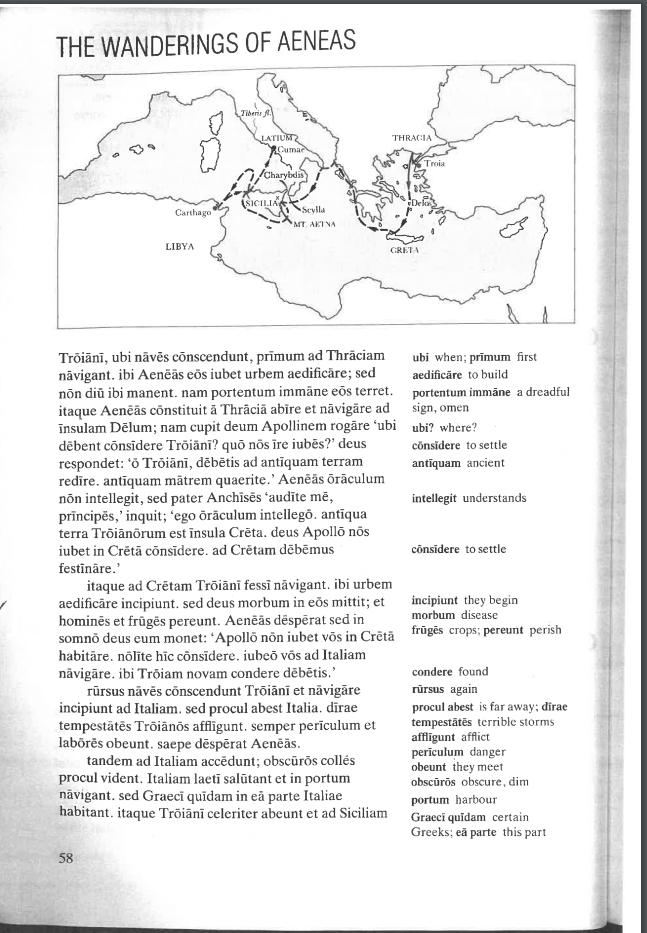 THE WANDERINGS OF AENEAS
Tiberis fl.
LATIUM
Cumae
THRACIA
Troia
Charybdis
Carthago
SICILIA
Scylla
Delos
MT. AETNA
LIBYA
CRETA
Trōiānī, ubi nāvēs cōnscendunt, prīmum ad Thrāciam
nāvigant. ibi Aenēās eōs iubet urbem aedificāre; sed
nōn diū ibi manent. nam portentum immāne eōs terret.
itaque Aenēās cōnstituit ā Thrāciā abīre et nāvigāre ad
īnsulam Dēlum; nam cupit deum Apollinem rogāre 'ubi
dēbent cōnsīdere Trōiānī? quō nōs īre iubēs?' deus
respondet: 'ō Trōiānī, dēbētis ad antīquam terram
redīre. antīquam mātrem quaerite.' Aenēās ōrāculum
nōn intellegit, sed pater Anchīsēs 'audīte mē,
prīncipēs,' inquit; 'ego ōrāculum intellegō. antīqua
terra Trōiānōrum est īnsula Crēta. deus Apollō nōs
iubet in Crētā cōnsīdere. ad Crētam dēbēmus
festīnāre.'
itaque ad Crētam Trōiānī fessī nāvigant. ibi urbem
aedificāre incipiunt. sed deus morbum in eōs mittit; et
hominēs et frūgēs pereunt. Aenēās dēspērat sed in
somnō deus eum monet: 'Apollō nōn iubet vōs in Crētā
habitāre. nōlīte hīc cōnsīdere. iubeō vōs ad Italiam
nāvigāre. ibi Trōiam novam condere dēbētis.'
rūrsus nāvēs cōnscendunt Trōiānī et nāvigāre
incipiunt ad Italiam. sed procul abest Italia. dīrae
tempestātēs Trōiānōs afflīgunt. semper perīculum et
labōrēs obeunt. saepe dēspērat Aenēās.
tandem ad Italiam accēdunt; obscūrōs collēs
procul vident. Italiam laetī salūtant et in portum
nāvigant. sed Graecī quīdam in eā parte Italiae
habitant. itaque Trōiānī celeriter abeunt et ad Siciliam
ubi when; prīmum first
aedificāre to build
portentum immāne a dreadful
sign, omen
ubi? where?
cōnsīdere to settle
antīquam ancient
intellegit understands
cōnsīdere to settle
incipiunt they begin
morbum disease
frūgēs crops; pereunt perish
condere found
rūrsus again
procul abest is far away; dīrae
tempestātēs terrible storms
afflīgunt afflict
perīculum danger
obeunt they meet
obscūrōs obscure, dim
portum harbour
Graecī quīdam certain
Greeks; eā parte this part
58